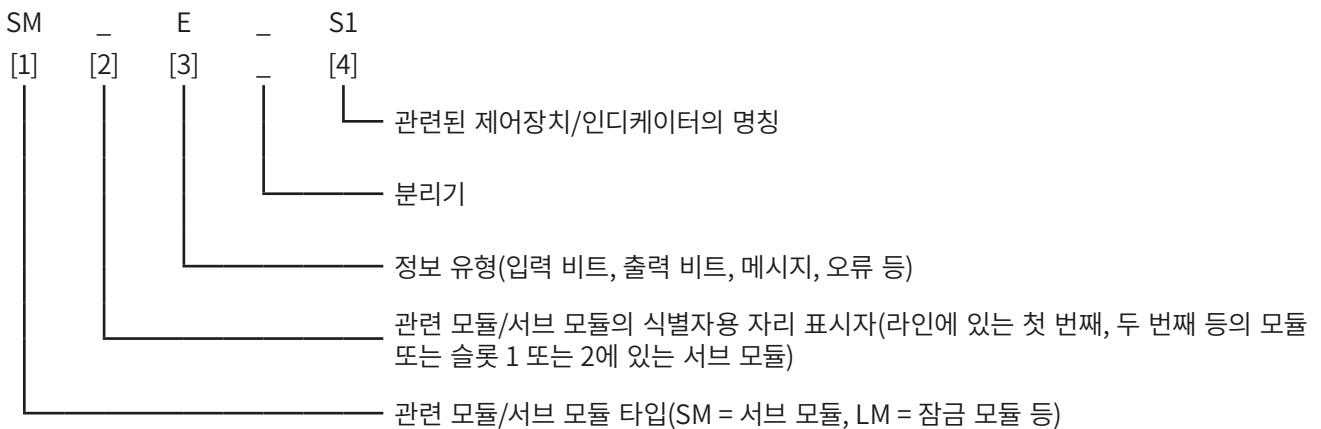 SM _ E _ S1
[1] [2] [3] _ [4]
관련된 제어장치/인디케이터의 명칭
분리기
정보 유형(입력 비트, 출력 비트, 메시지, 오류 등)
관련 모듈/서브 모듈의 식별자용 자리 표시자(라인에 있는 첫 번째, 두 번째 등의 모듈
또는 슬롯 1 또는 2에 있는 서브 모듈)
관련 모듈/서브 모듈 타입(SM = 서브 모듈, LM = 잠금 모듈 등)